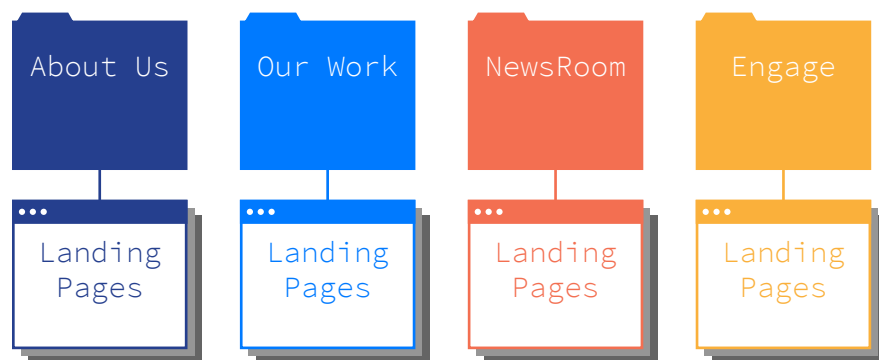 About Us
Our Work
NewsRoom
Engage
Landing
Pages
Landing
Pages
Landing
Pages
Landing
Pages